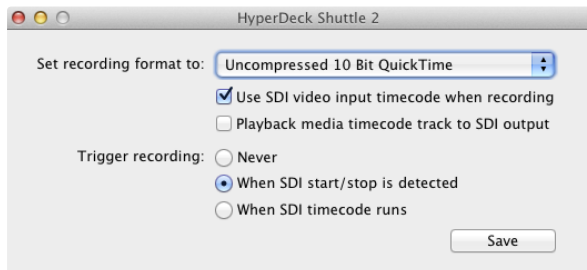 HyperDeck Shuttle 2
Set recording format to: Uncompressed 10 Bit QuickTime
Use SDI video input timecode when recording
Playback media timecode track to SDI output
Trigger recording: Never
When SDI start/stop is detected
When SDI timecode runs
Save